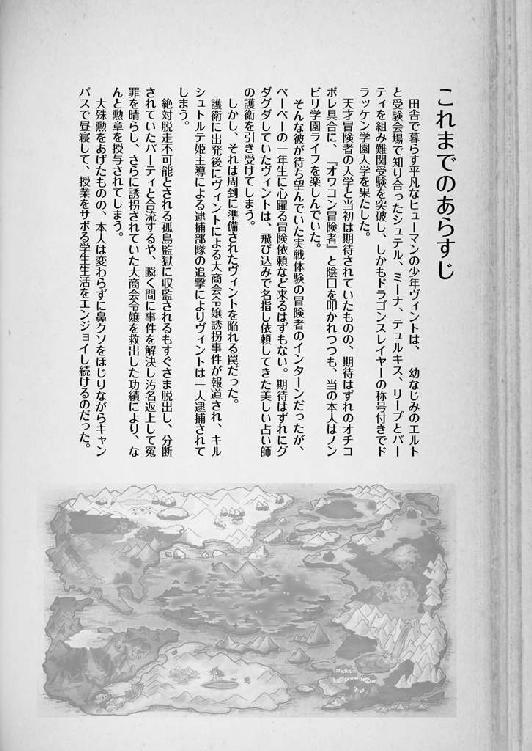 これまでのあらすじ
田舎で暮らす平凡なヒューマンの少年ヴィントは、幼なじみのエルト
と受験会場で知り合ったシュテル、ミーナ、テュルキス、リーブとパー
ティを組み難関受験を突破し、しかもドラゴンスレイヤーの称号付きでド
ラッケン学園入学を果たした。
天才冒険者の入学と当初は期待されていたものの、期待はずれのオチコ
ボレ具合に、『オワコン冒険者』と陰口を叩かれつつも、当の本人はノン
ビリ学園ライフを楽しんでいた。
そんな彼が待ち望んでいた実戦体験の冒険者のインターンだったが、
ペーペーの一年生に心躍る冒険依頼など来るはずもない。期待はずれにグ
ダグダしていたヴィントは、飛び込みで名指し依頼してきた美しい占い師
の護衛を引き受けてしまう。
しかし、それは周到に準備されたヴィントを陥れる罠だった。
護衛に出発後にヴィントによる大商会令嬢誘拐事件が報道され、キル
シュトルテ姫主導による逮捕部隊の追撃によりヴィントは一人逮捕されて
しまう。
絶対脱走不可能とされる孤島監獄に収監されるもすぐさま脱出し、分断
されていたパーティと合流するや、瞬く間に事件を解決し汚名返上して冤
罪を晴らし、さらに誘拐されていた大商会令嬢を救出した功績により、な
んと勲章を授与されてしまう。
大殊勲をあげたものの、本人は変わらずに鼻クソをほじりながらキャン
パスで昼寝して、授業をサボる学生生活をエンジョイし続けるのだった。